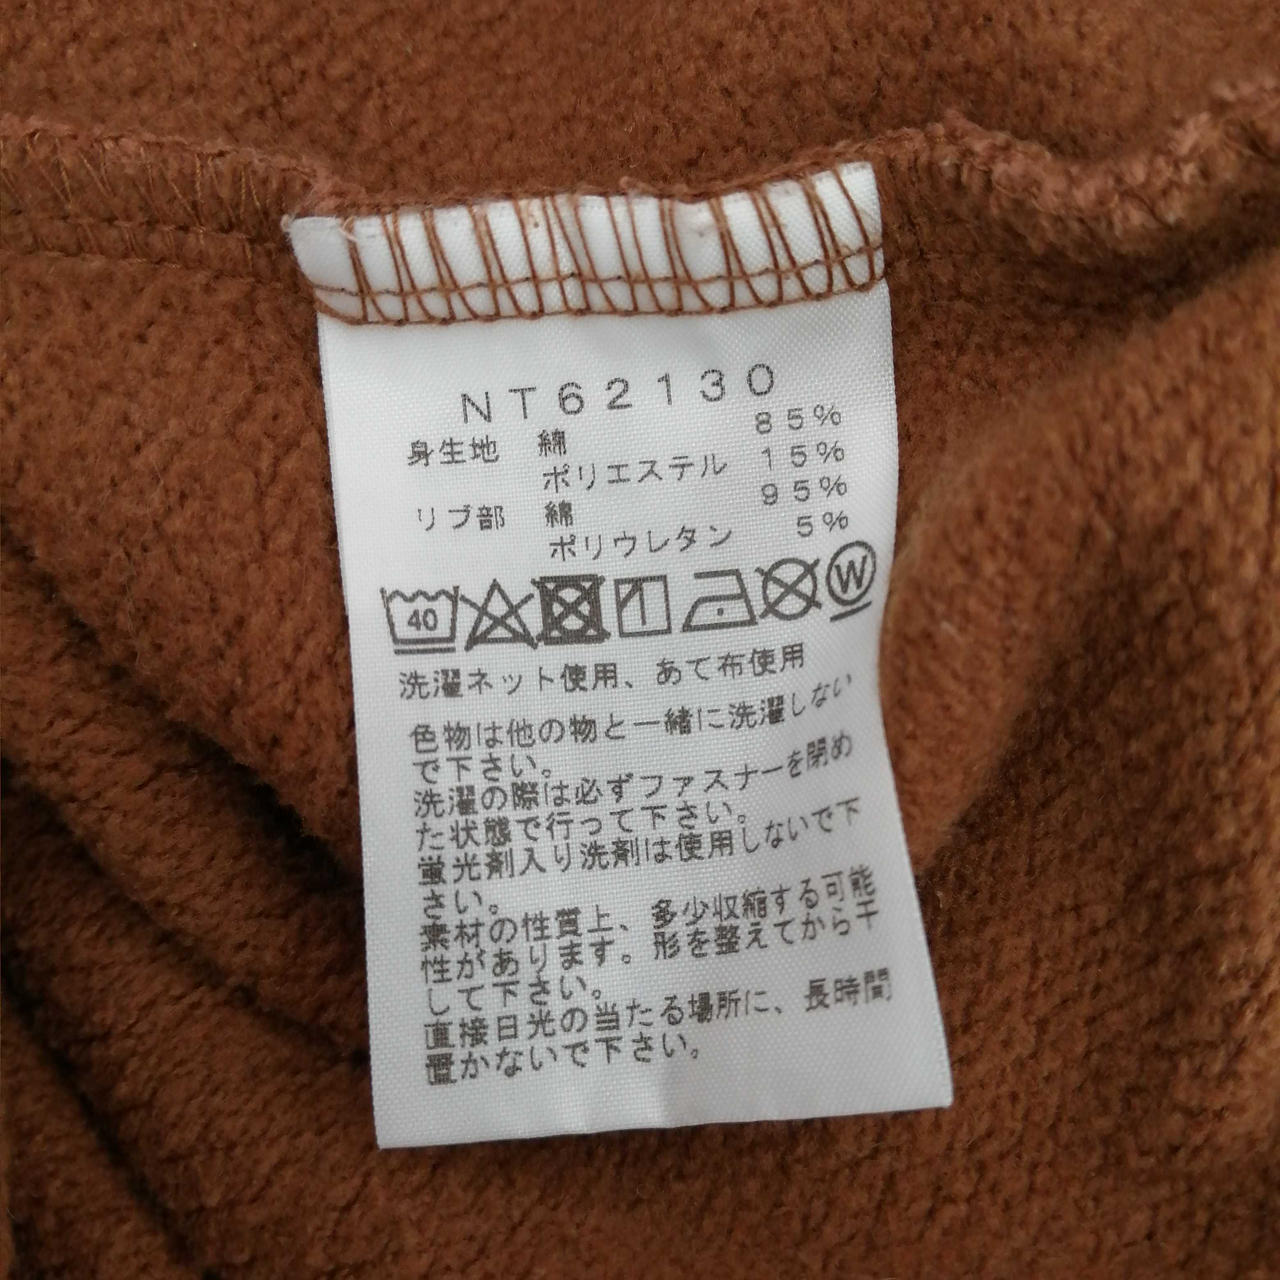 NT62130
身生地 綿 85%
ポリエステル 15%
リブ部 綿 95%
ポリウレタン 5%
40 W
洗濯ネット使用、あて布使用
色物は他の物と一緒に洗濯しない
で下さい。
洗濯の際は必ずファスナーを閉め
た状態で行って下さい。
蛍光剤入り洗剤は使用しないで下
さい。
素材の性質上、多少収縮する可能
性があります。形を整えてから干
して下さい。
直接日光の当たる場所に、長時間
置かないで下さい。